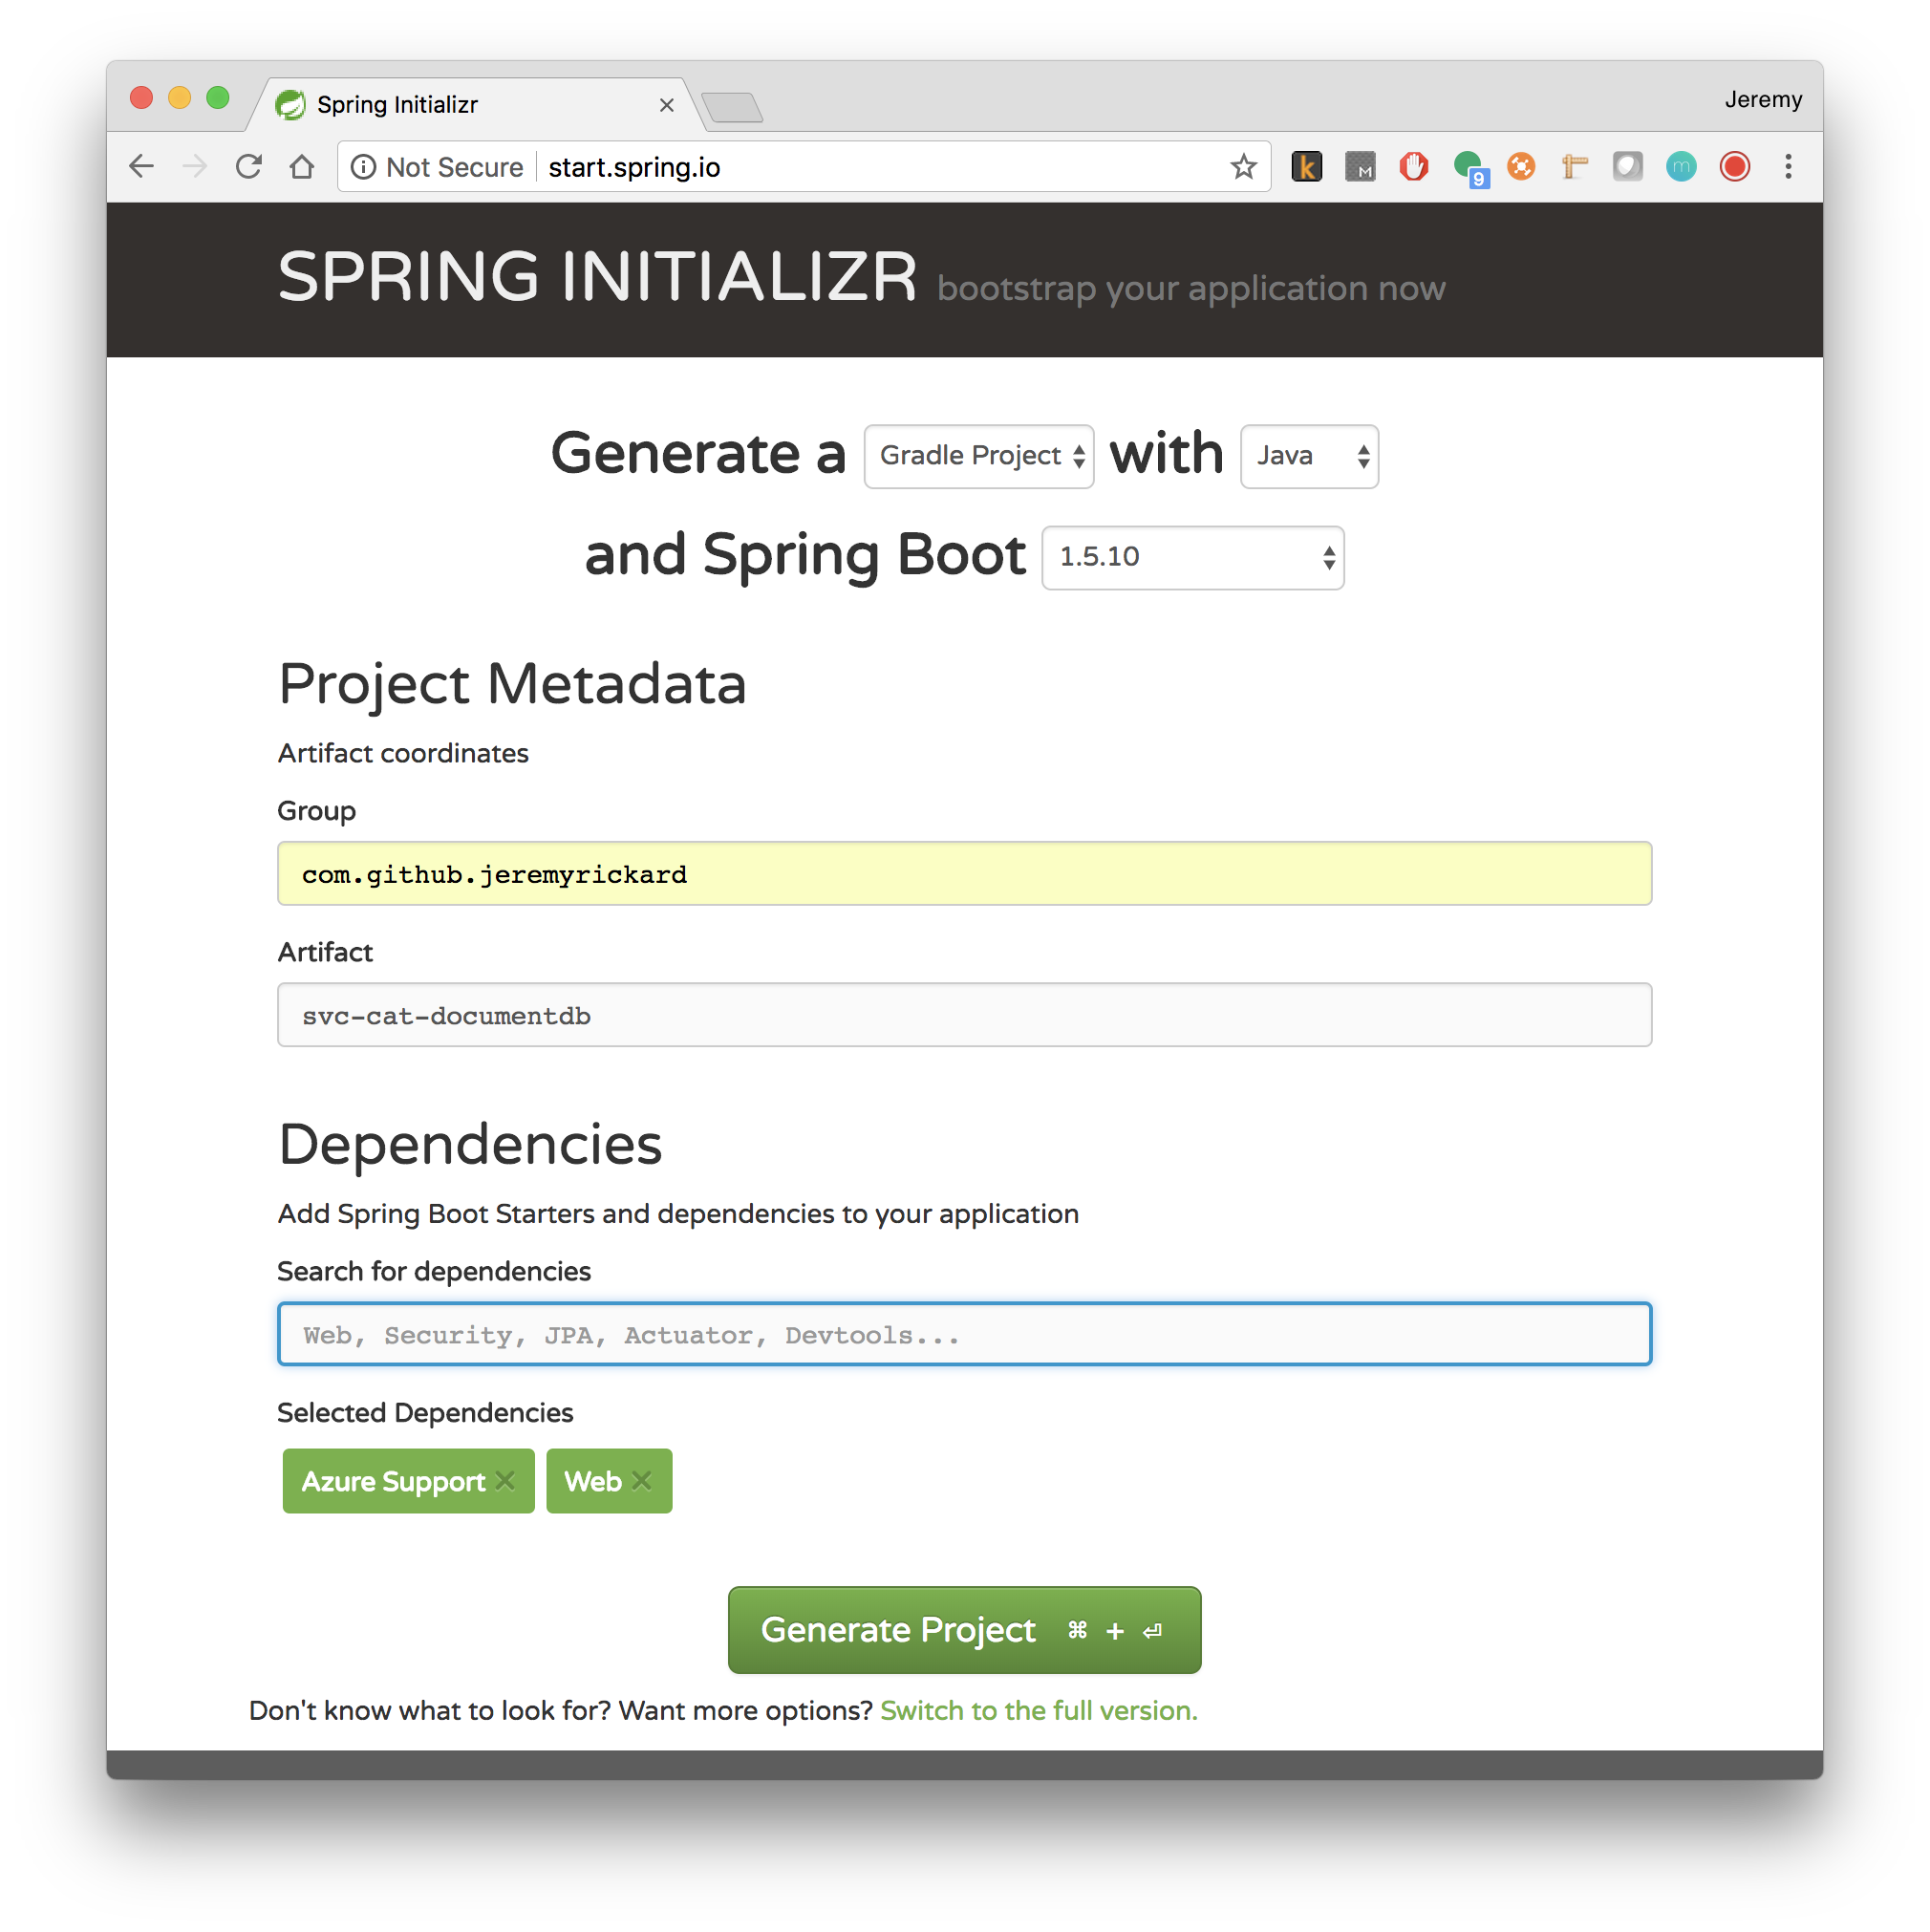 Spring Initializr
Jeremy
Not Secure start.spring.io
k M 9 m
SPRING INITIALIZR bootstrap your application now
Generate a Gradle Project with Java
and Spring Boot 1.5.10
Project Metadata
Artifact coordinates
Group
com.github.jeremyrickard
Artifact
svc-cat-documentdb
Dependencies
Add Spring Boot Starters and dependencies to your application
Search for dependencies
Web, Security, JPA, Actuator, Devtools...
Selected Dependencies
Azure Support × Web ×
Generate Project ⌘ + ⏎
Don't know what to look for? Want more options? Switch to the full version.